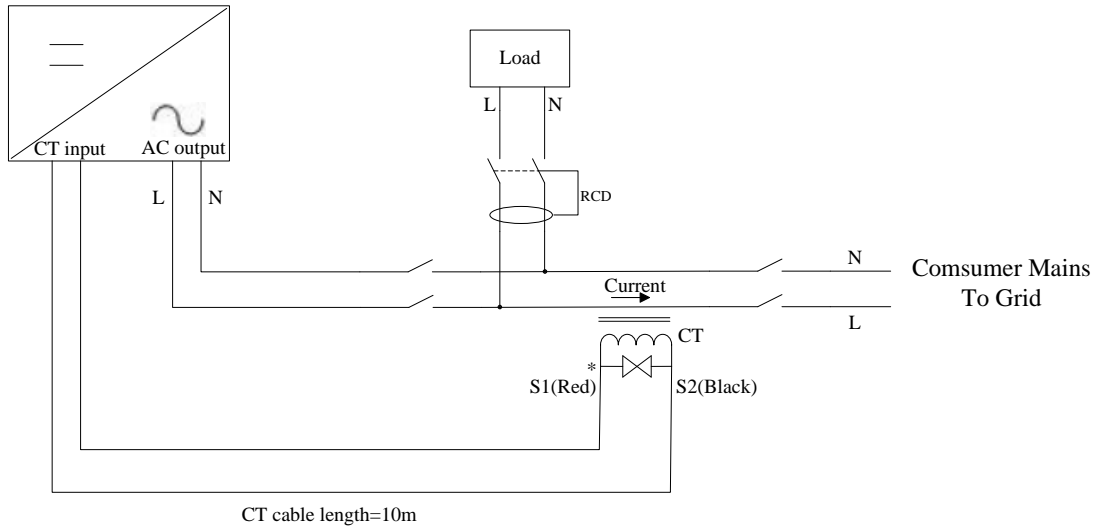 Load
L N
CT input AC output
L N
RCD
N
Comsumer Mains
To Grid
Current
L
CT
*
S1(Red) S2(Black)
CT cable length=10m